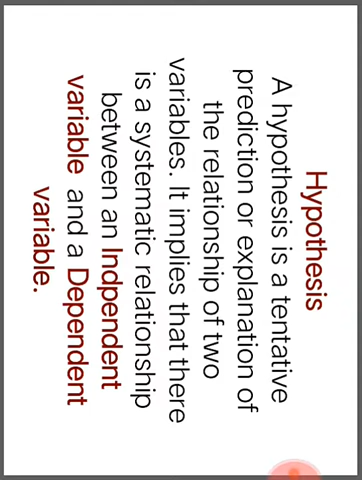 Hypothesis
A hypothesis is a tentative
prediction or explanation of
the relationship of two
variables. It implies that there
is a systematic relationship
between an Indpendent
variable and a Dependent
variable.